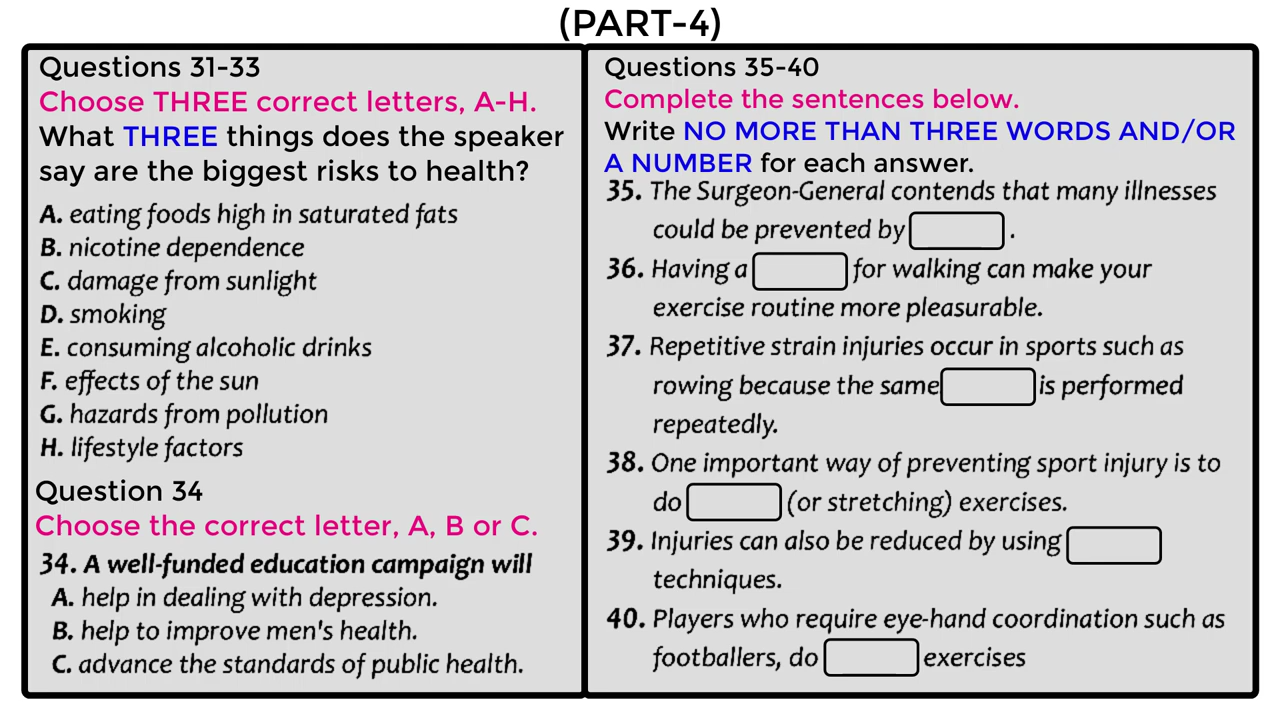 (PART-4)
Questions 31-33
Choose THREE correct letters, A-H.
What THREE things does the speaker
say are the biggest risks to health?
A. eating foods high in saturated fats
B. nicotine dependence
C. damage from sunlight
D. smoking
E. consuming alcoholic drinks
F. effects of the sun
G. hazards from pollution
H. lifestyle factors
Question 34
Choose the correct letter, A, B or C.
34. A well-funded education campaign will
A. help in dealing with depression.
B. help to improve men's health.
C. advance the standards of public health.
Questions 35-40
Complete the sentences below.
Write NO MORE THAN THREE WORDS AND/OR
A NUMBER for each answer.
35. The Surgeon-General contends that many illnesses
could be prevented by .
36. Having a for walking can make your
exercise routine more pleasurable.
37. Repetitive strain injuries occur in sports such as
rowing because the same is performed
repeatedly.
38. One important way of preventing sport injury is to
do (or stretching) exercises.
39. Injuries can also be reduced by using
techniques.
40. Players who require eye-hand coordination such as
footballers, do exercises